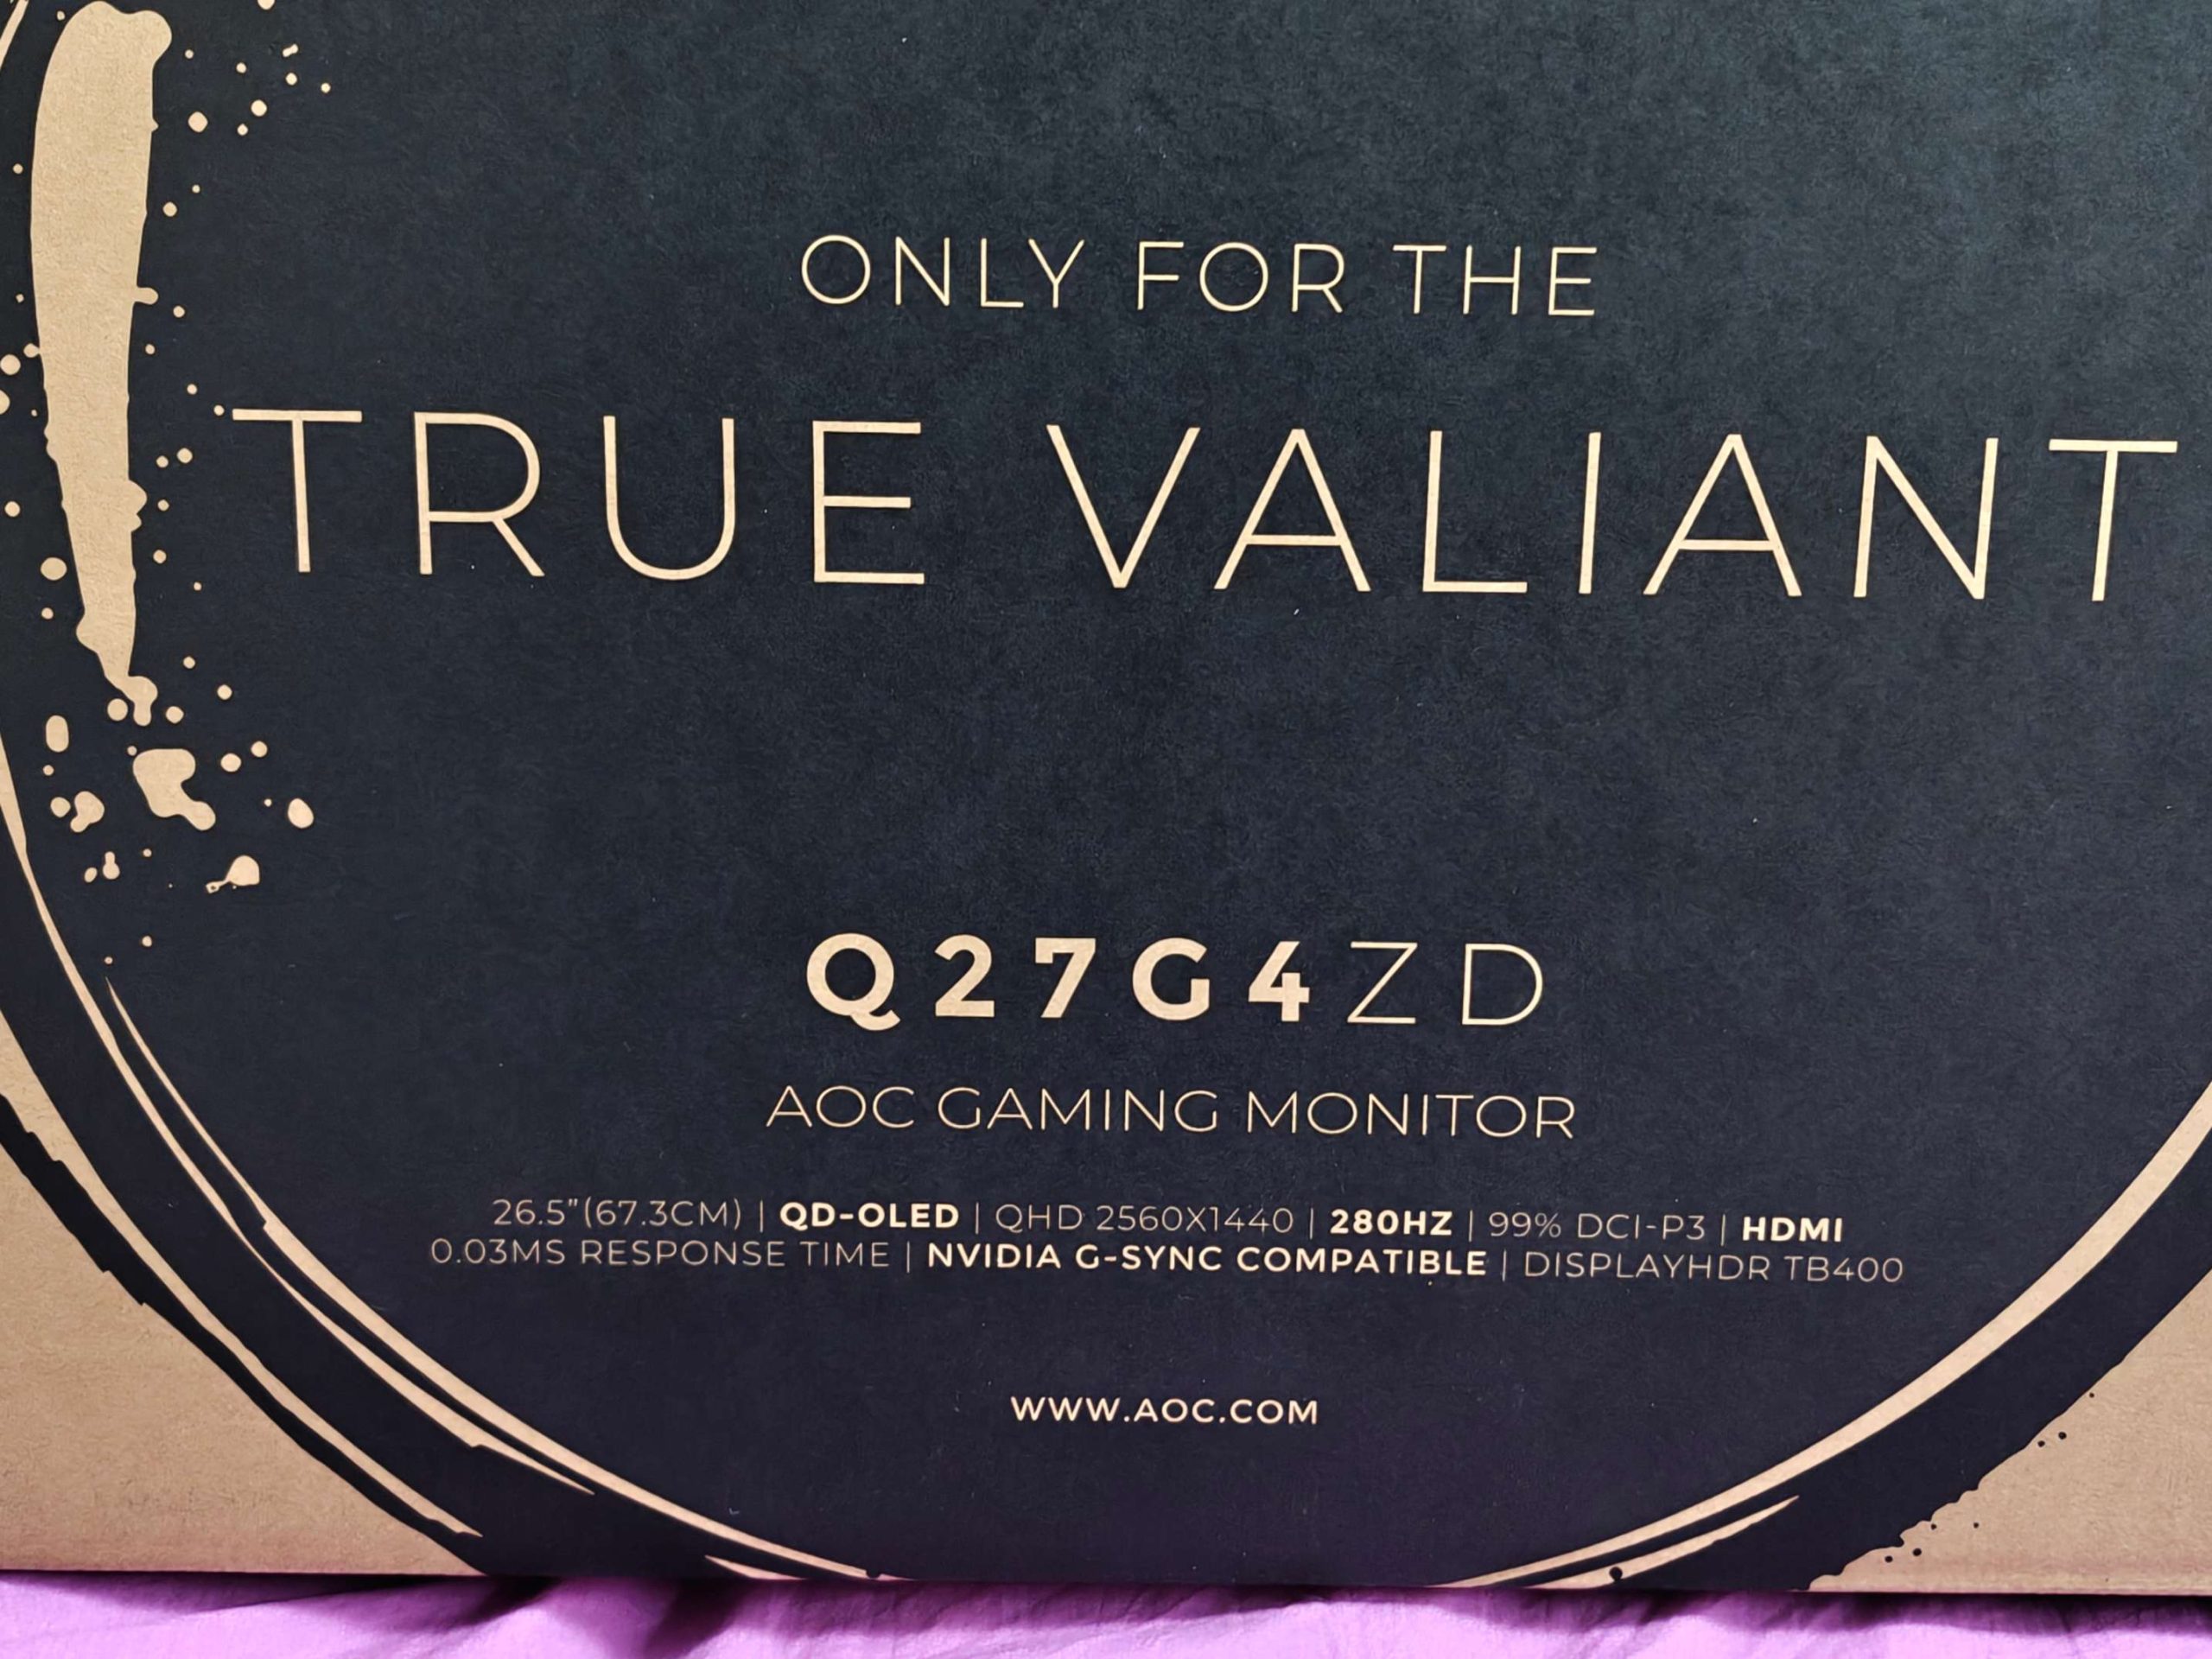 ONLY FOR THE
TRUE VALIANT
Q27G4ZD
AOC GAMING MONITOR
26.5"(67.3CM) | QD-OLED | QHD 2560X1440 | 280HZ | 99% DCI-P3 | HDMI
0.03MS RESPONSE TIME | NVIDIA G-SYNC COMPATIBLE | DISPLAYHDR TB400
WWW.AOC.COM